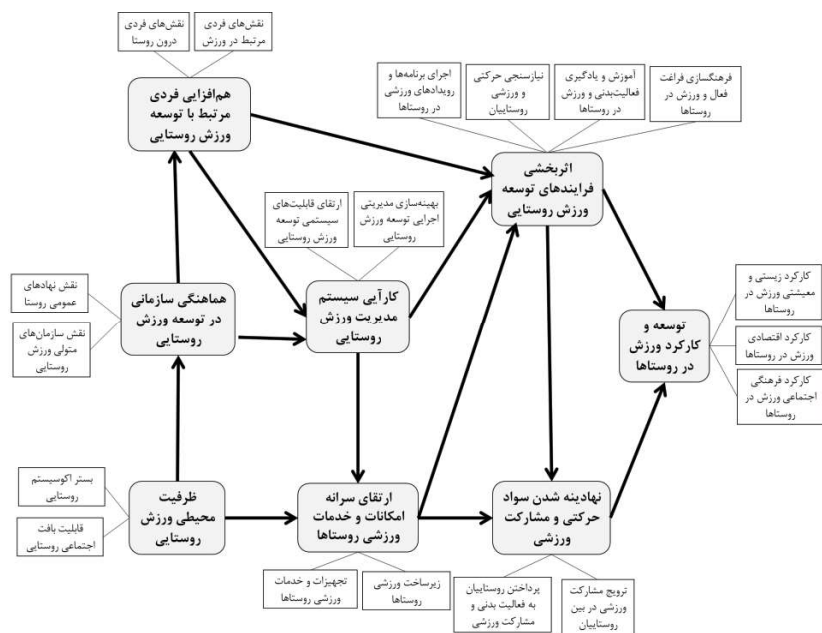 نقش‌های فردی
مرتبط در ورزش
نقش‌های فردی
درون روستا
هم‌افزایی فردی
مرتبط با توسعه
ورزش روستایی
فرهنگسازی فراغت
فعال و ورزش در
روستاها
آموزش و یادگیری
فعالیت‌بدنی و ورزش
در روستاها
نیازسنجی حرکتی
و ورزشی
روستاییان
اجرای برنامه‌ها و
رویدادهای ورزشی
در روستاها
اثربخشی
فرایندهای توسعه
ورزش روستایی
بهینه‌سازی مدیریتی
اجرایی توسعه ورزش
روستایی
ارتقای قابلیت‌های
سیستمی توسعه
ورزش روستایی
کارآیی سیستم
مدیریت ورزش
روستایی
هماهنگی سازمانی
در توسعه ورزش
روستایی
نقش نهادهای
عمومی روستا
نقش سازمان‌های
متولی ورزش
روستایی
کارکرد زیستی و
معیشتی ورزش در
روستاها
کارکرد اقتصادی
ورزش در روستاها
کارکرد فرهنگی
اجتماعی ورزش در
روستاها
توسعه و
کارکرد ورزش
در روستاها
نهادینه شدن سواد
حرکتی و مشارکت
ورزشی
ارتقای سرانه
امکانات و خدمات
ورزشی روستاها
ظرفیت
محیطی ورزش
روستایی
بستر اکوسیستم
روستایی
قابلیت بافت
اجتماعی روستایی
ترویج مشارکت
ورزشی در بین
روستاییان
پرداختن روستاییان
به فعالیت بدنی و
مشارکت ورزشی
زیرساخت ورزشی
روستاها
تجهیزات و خدمات
ورزشی روستاها